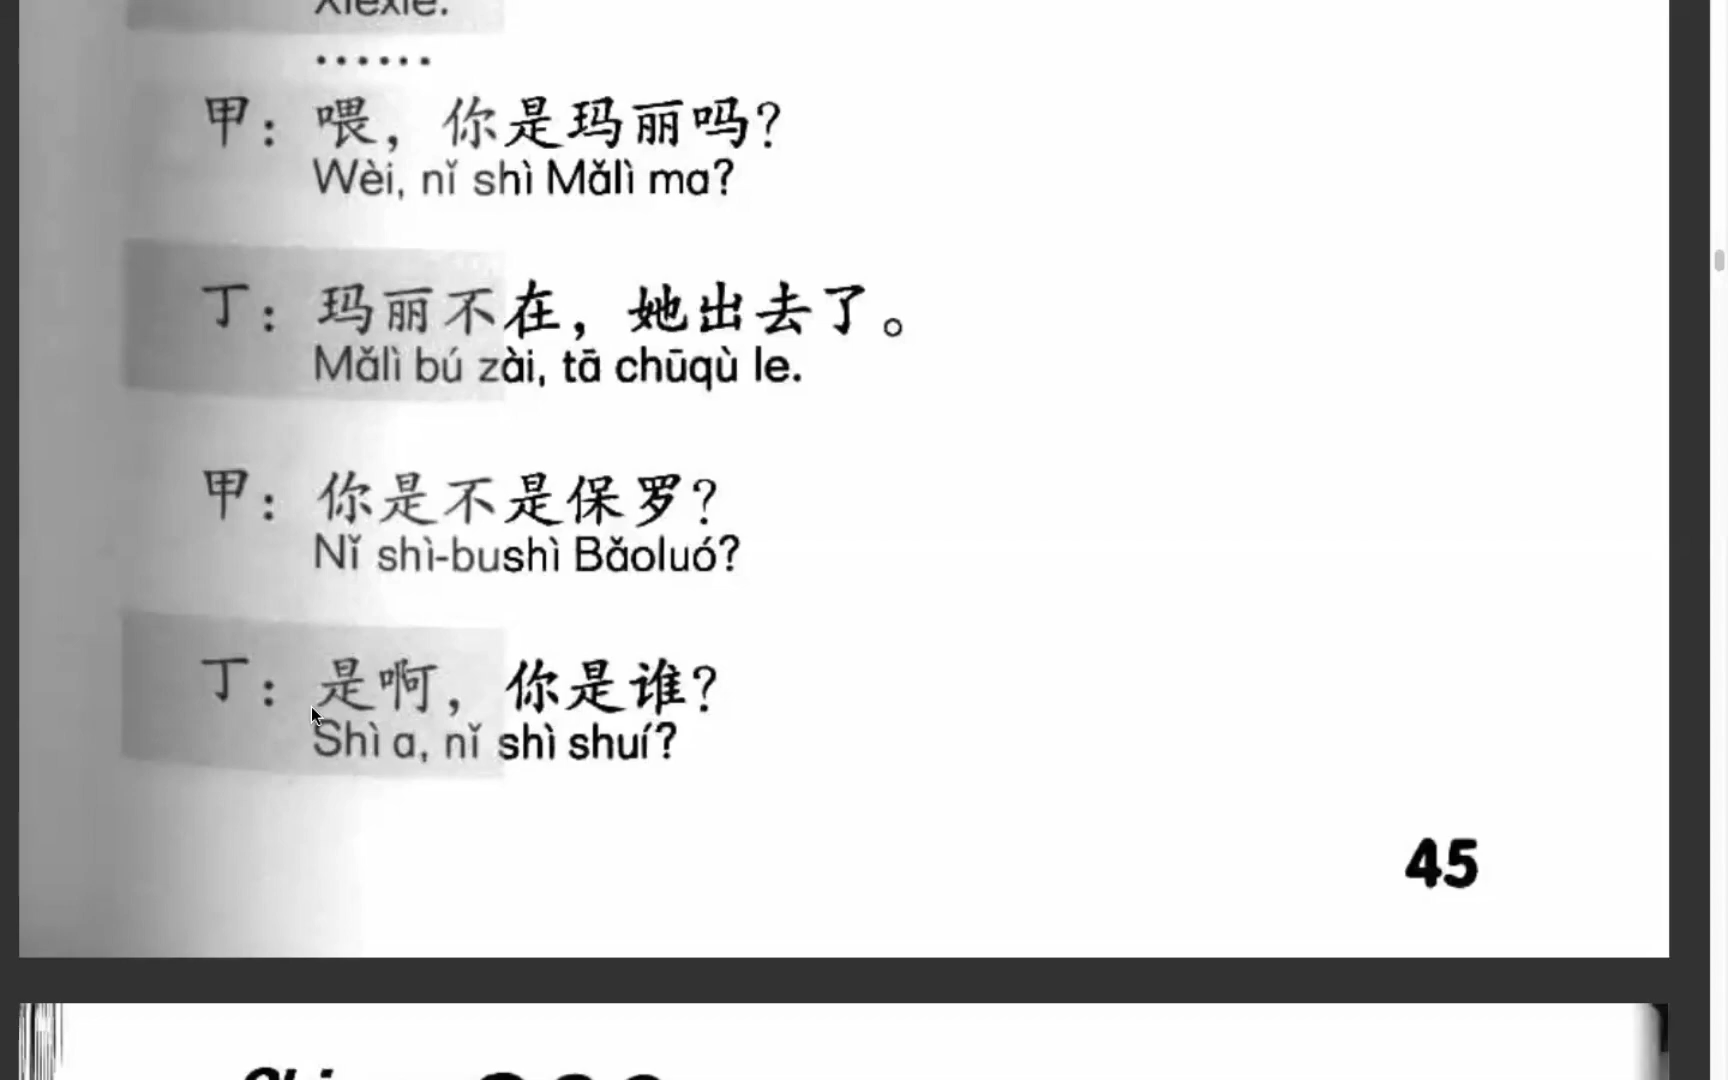 Xièxie.
······
甲：喂，你是玛丽吗？
Wèi, nǐ shì Mǎlì ma?
丁：玛丽不在，她出去了。
Mǎlì bú zài, tā chūqù le.
甲：你是不是保罗？
Nǐ shì-bushì Bǎoluó?
丁：是啊，你是谁？
Shì a, nǐ shì shuí?
45